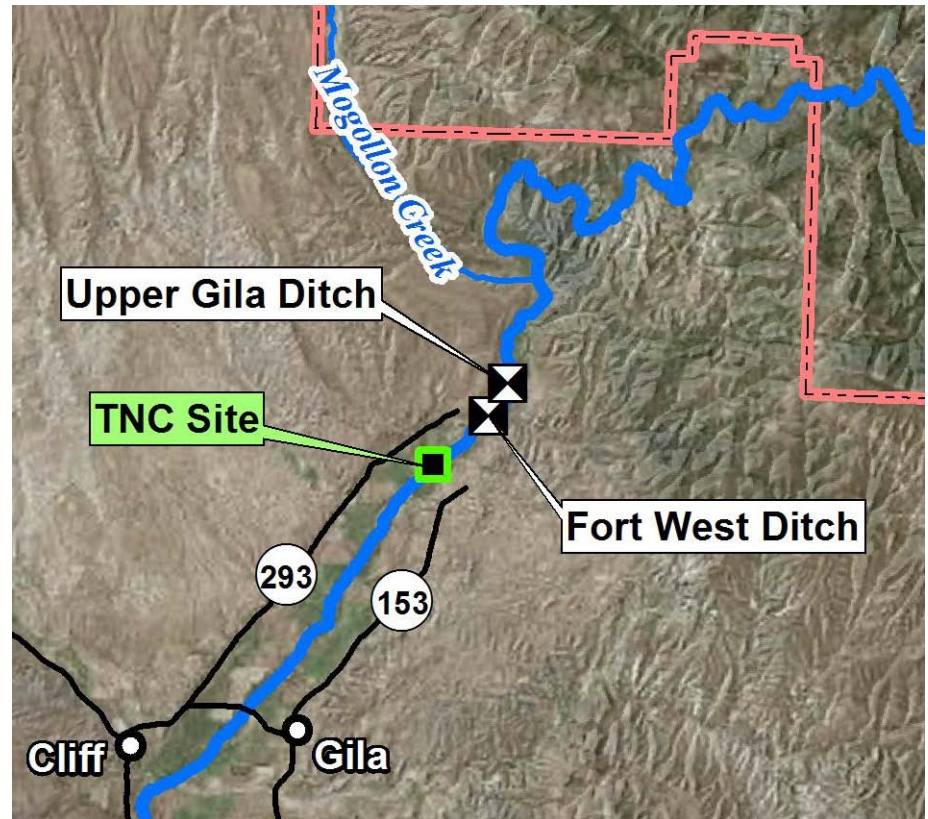 Mogollon Creek
Upper Gila Ditch
TNC Site
Fort West Ditch
293
153
Cliff
Gila